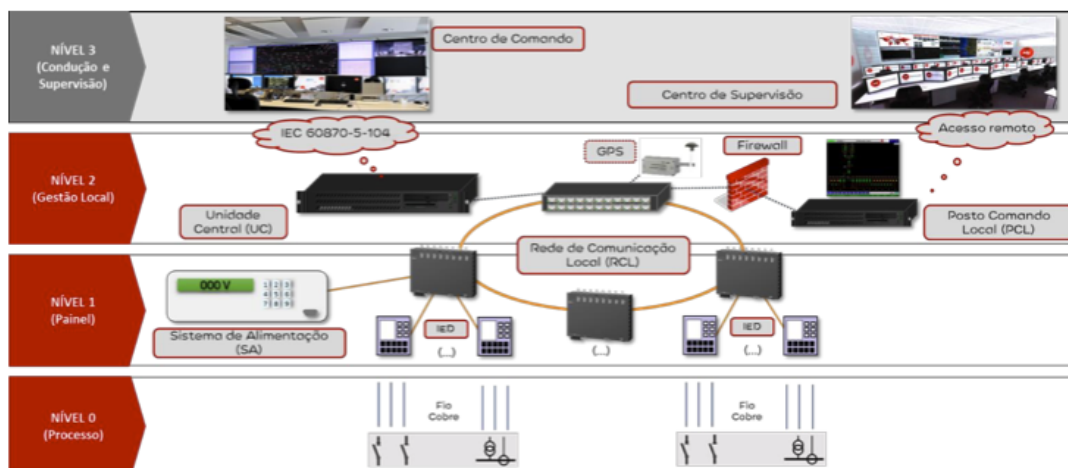 NÍVEL 3
(Condução e
Supervisão)
Centro de Comando
Centro de Supervisão
IEC 60870-5-104
Acesso remoto
NÍVEL 2
(Gestão Local)
GPS
Firewall
Unidade
Central (UC)
Posto Comando
Local (PCL)
Rede de Comunicação
Local (RCL)
NÍVEL 1
(Painel)
000 V
1 2 3
4 5 6
7 8 9
Sistema de Alimentação
(SA)
IED
(...)
(...)
IED
(...)
NÍVEL 0
(Processo)
Fio
Cobre
Fio
Cobre